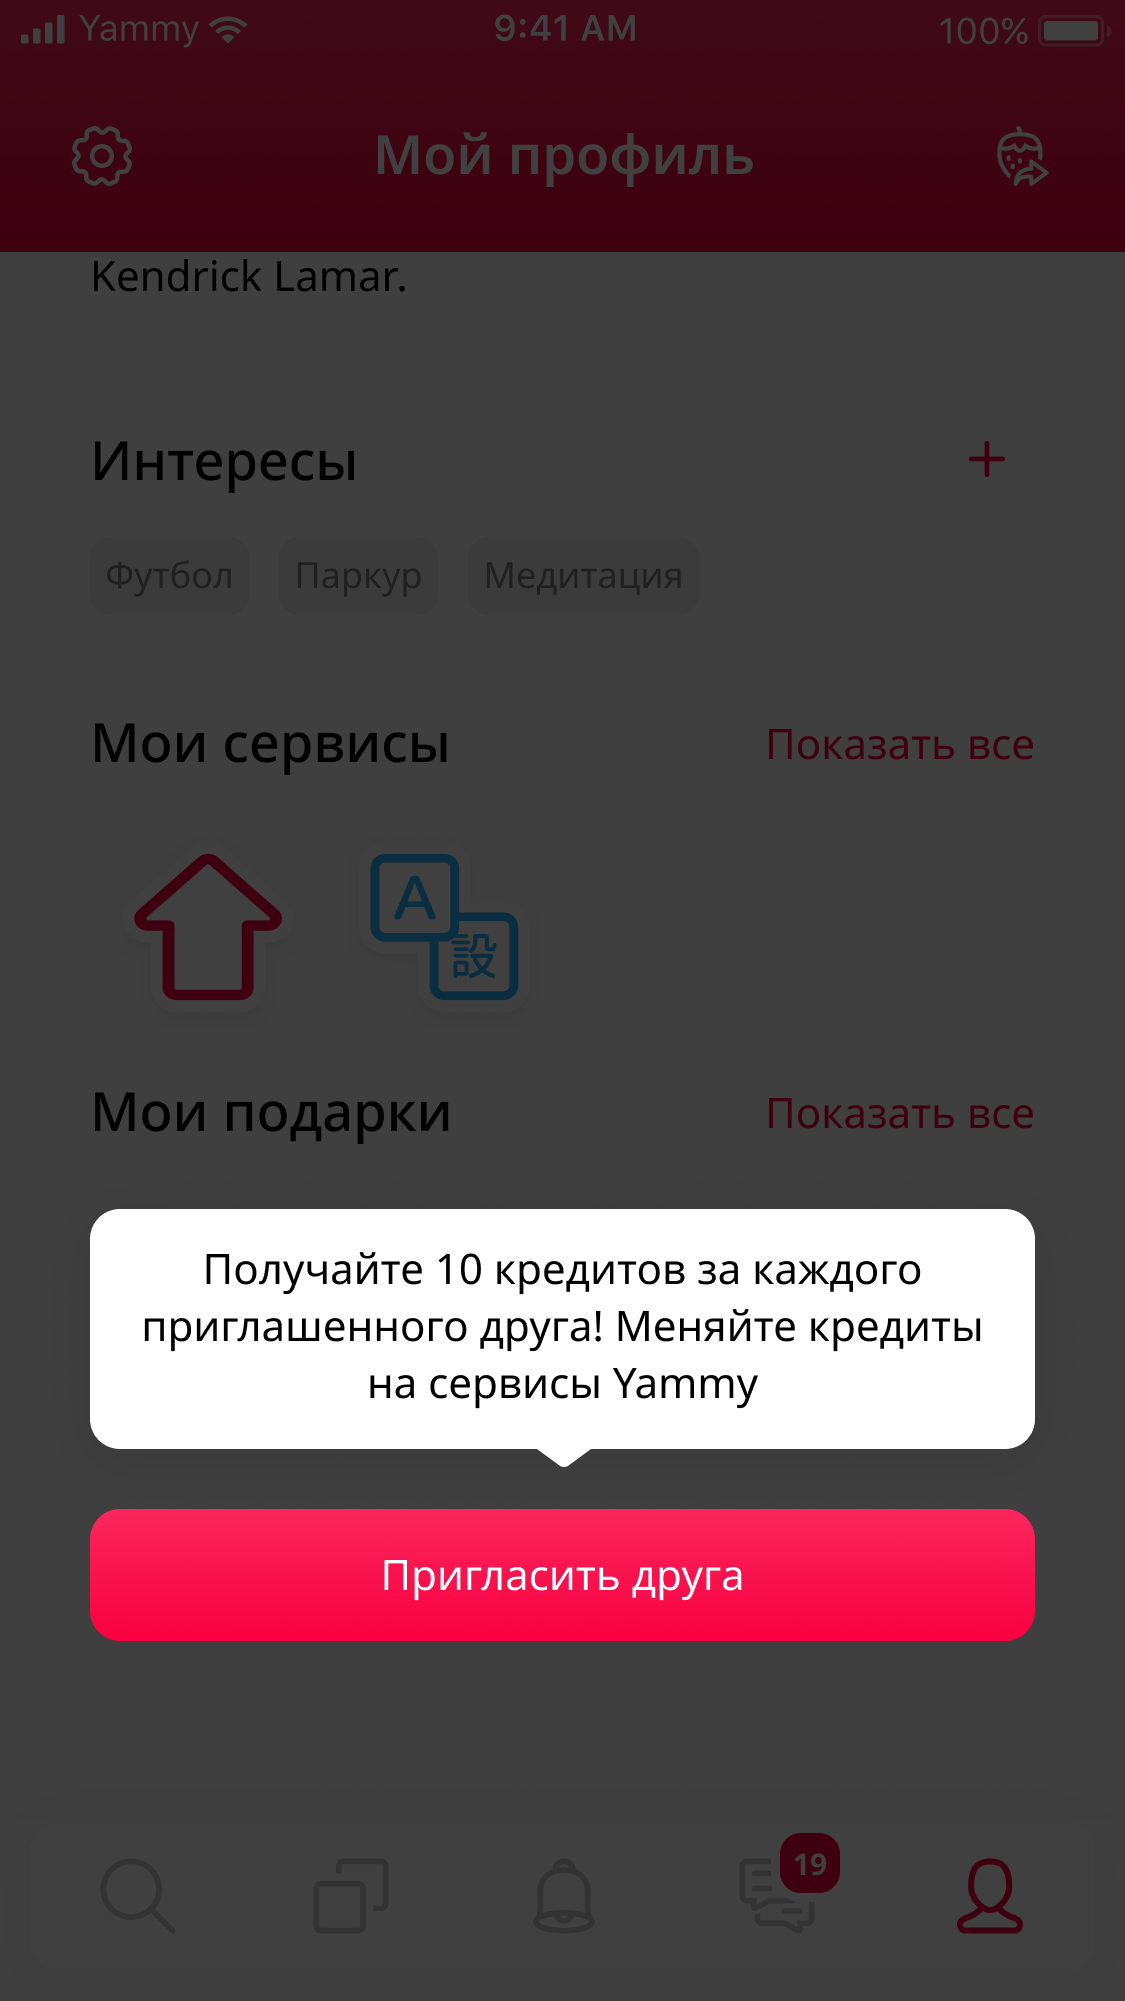 Yammy 9:41 AM 100%
Мой профиль
Kendrick Lamar.
Интересы
Футбол Паркур Медитация
Мои сервисы Показать все
A
設
Мои подарки Показать все
Получайте 10 кредитов за каждого
приглашенного друга! Меняйте кредиты
на сервисы Yammy
Пригласить друга
19